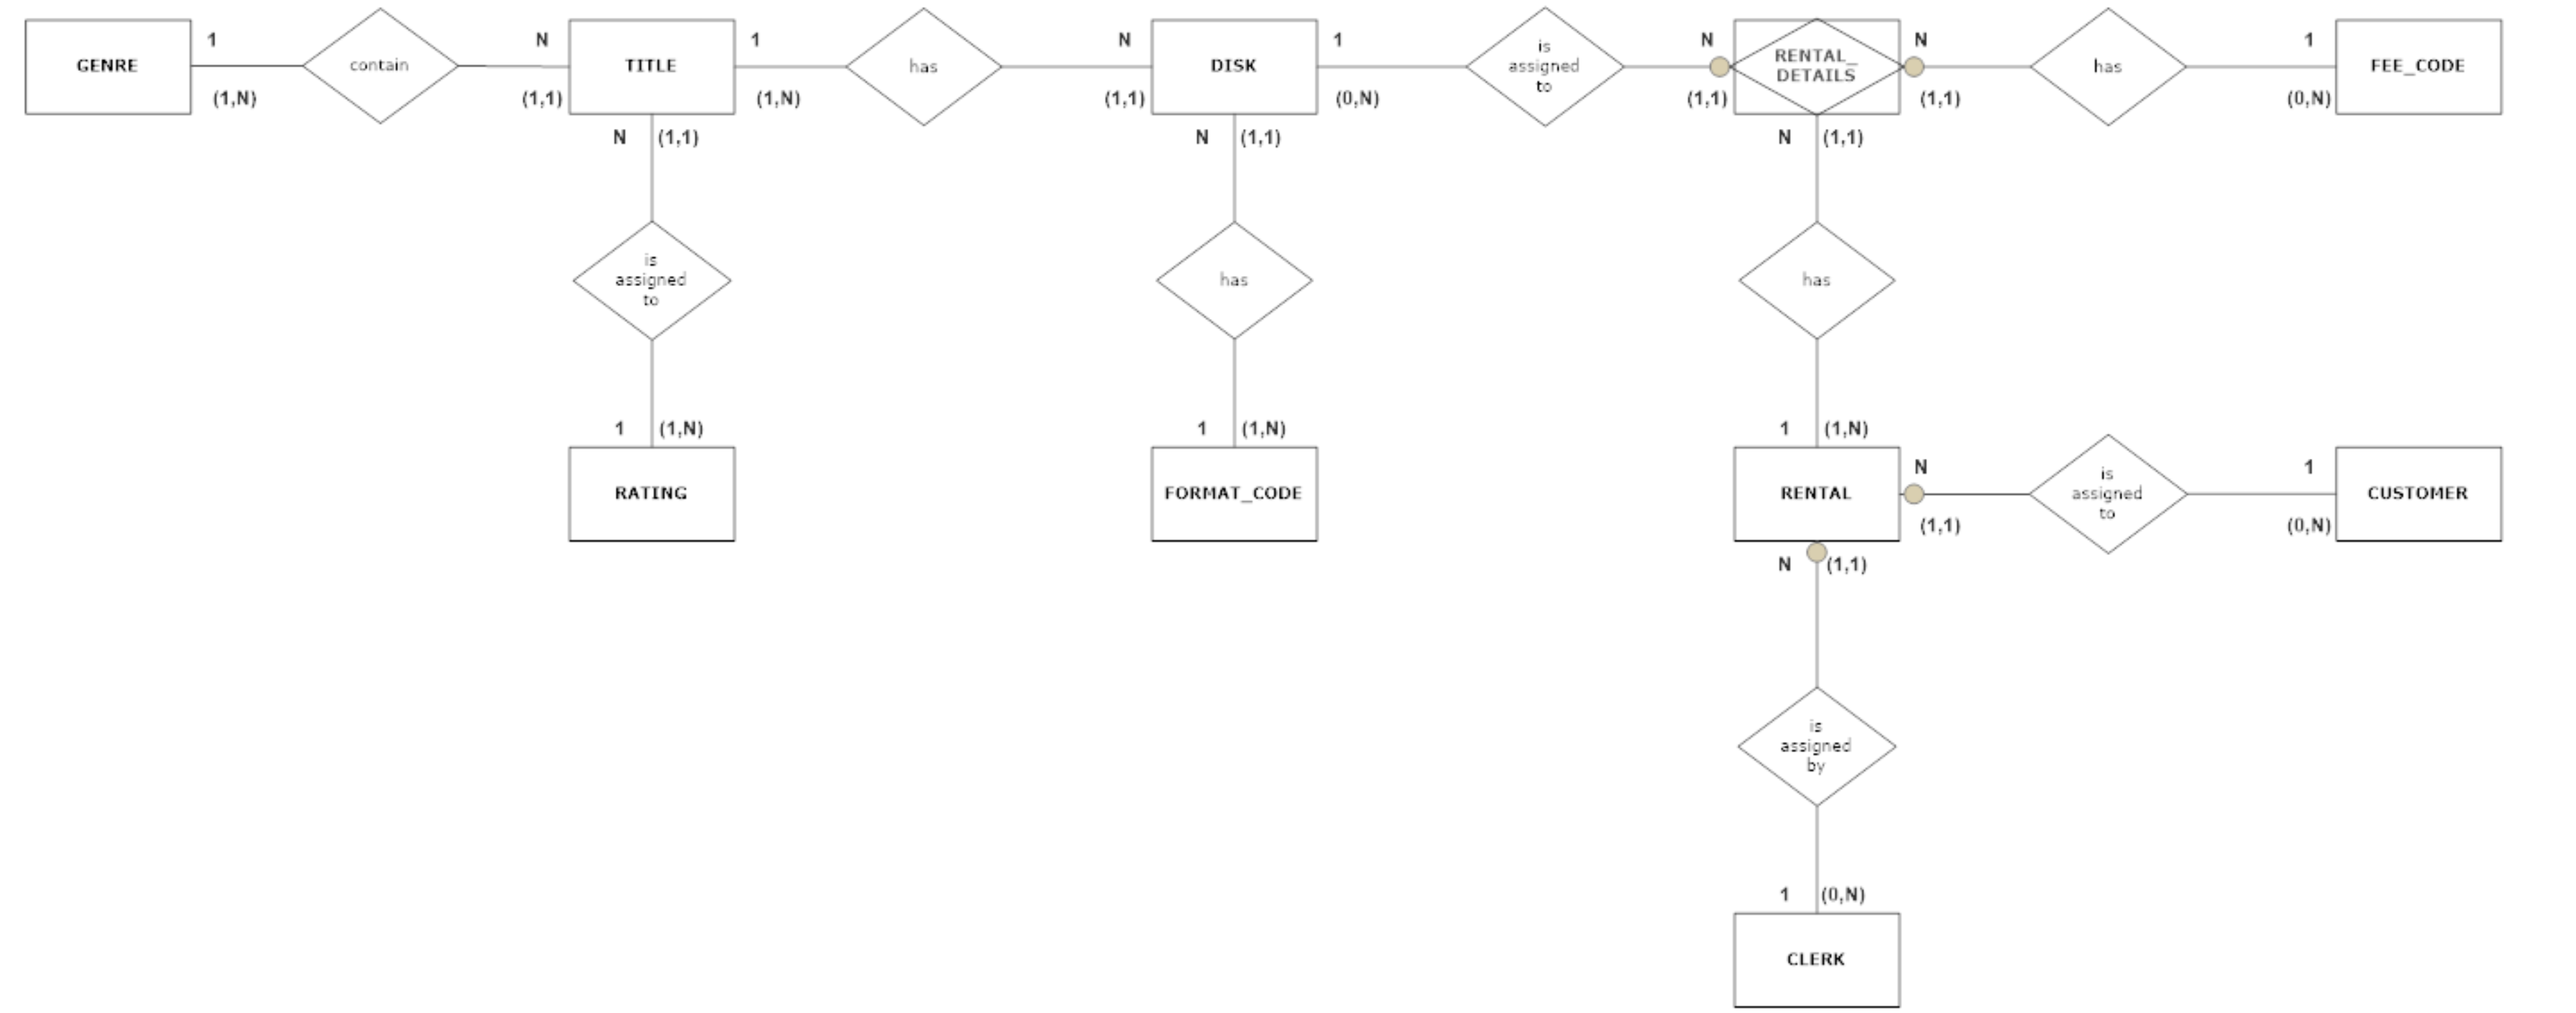 1
N
1
N
1
N
N
1
GENRE
contain
TITLE
has
DISK
is
assigned
to
RENTAL_
DETAILS
has
FEE_CODE
(1,N)
(1,1)
(1,N)
(1,1)
(0,N)
(1,1)
(1,1)
(0,N)
N (1,1)
N (1,1)
N (1,1)
is
assigned
to
has
has
1 (1,N)
1 (1,N)
1 (1,N)
RATING
FORMAT_CODE
RENTAL
N
1
is
assigned
to
CUSTOMER
(1,1)
(0,N)
N (1,1)
is
assigned
by
1 (0,N)
CLERK